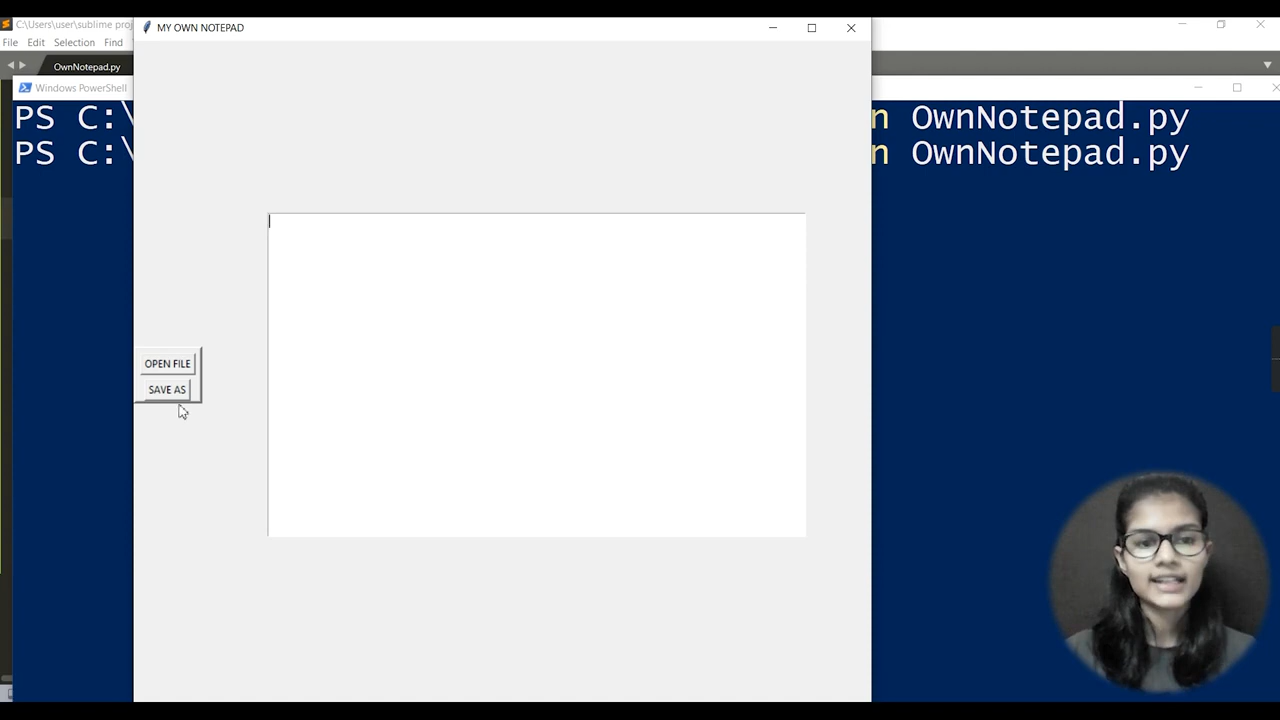 C:\Users\user\sublime proj
MY OWN NOTEPAD
File Edit Selection Find
OwnNotepad.py
Windows PowerShell
PS C:\ n OwnNotepad.py
PS C:\ n OwnNotepad.py
OPEN FILE
SAVE AS